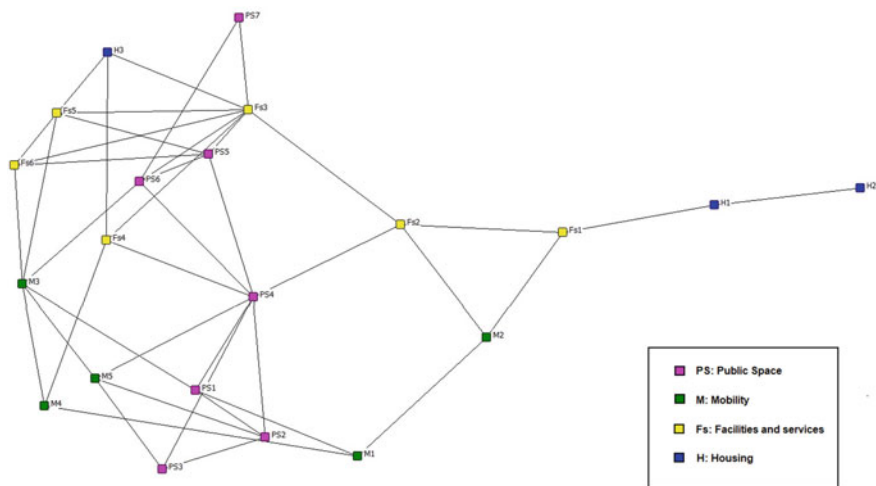 PS7
H3
Fs3
Fs5
PS5
Fs6
PS6
H2
H1
Fs2
Fs1
Fs4
M3
PS4
M2
M5
PS1
M4
PS2
M1
PS3
PS: Public Space
M: Mobility
Fs: Facilities and services
H: Housing